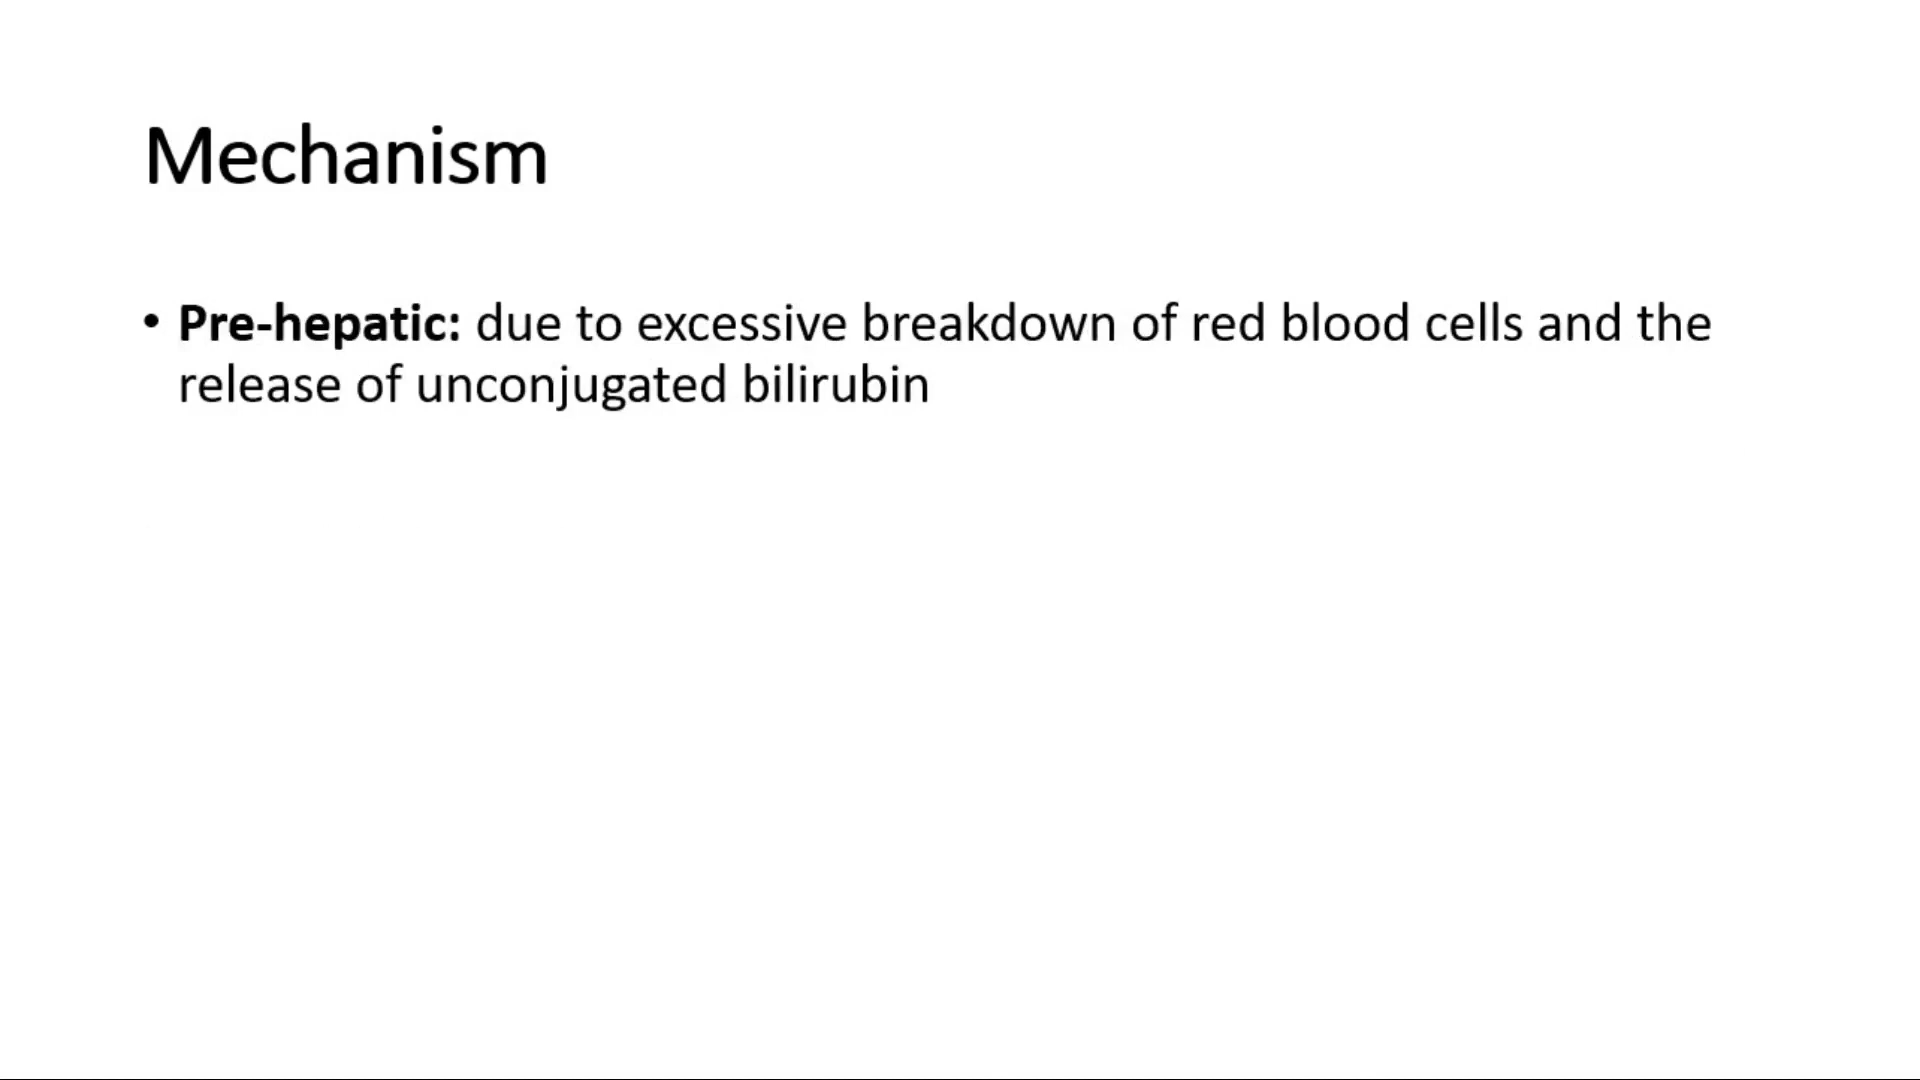 Mechanism
• Pre-hepatic: due to excessive breakdown of red blood cells and the
release of unconjugated bilirubin